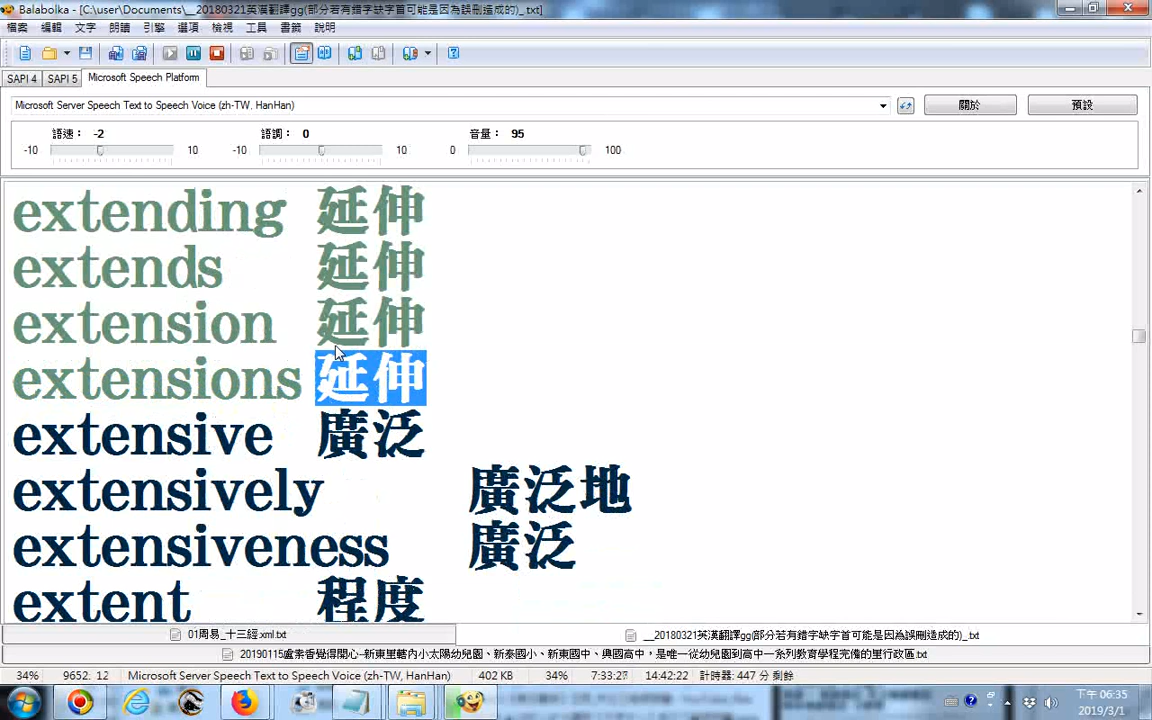 Balabolka - [C:\user\Documents\__20180321英漢翻譯gg(部分若有錯字缺字首可能是因為誤刪造成的)_.txt]
檔案 編輯 文字 朗讀 引擎 選項 檢視 工具 書籤 說明
SAPI 4 SAPI 5 Microsoft Speech Platform
Microsoft Server Speech Text to Speech Voice (zh-TW, HanHan) 關於 預設
語速： -2 語調： 0 音量： 95
-10 10 -10 10 0 100
extending 延伸
extends 延伸
extension 延伸
extensions 延伸
extensive 廣泛
extensively 廣泛地
extensiveness 廣泛
extent 程度
01周易_十三經.xml.txt __20180321英漢翻譯gg(部分若有錯字缺字首可能是因為誤刪造成的)_.txt
20190115盧素香覺得開心-新東里轄內小太陽幼兒園、新泰國小、新東國中、興國高中，是唯一從幼兒園到高中一系列教育學程完備的里行政區.txt
34% 9652: 12 Microsoft Server Speech Text to Speech Voice (zh-TW, HanHan) 402 KB 34% 14:42:22 計時器: 447 分 剩餘
下午 06:35
2019/3/1